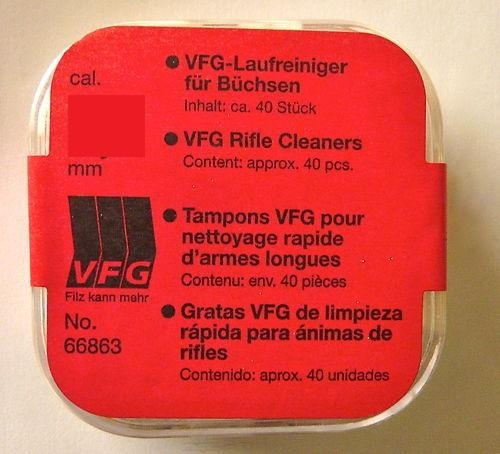 cal.
mm
VFG
Filz kann mehr
No.
66863
● VFG-Laufreiniger
für Büchsen
Inhalt: ca. 40 Stück
● VFG Rifle Cleaners
Content: approx. 40 pcs.
● Tampons VFG pour
nettoyage rapide
d'armes longues
Contenu: env. 40 pièces
● Gratas VFG de limpieza
rápida para ánimas de
rifles
Contenido: aprox. 40 unidades